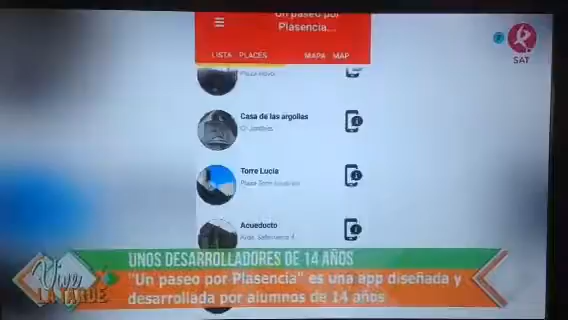 Un paseo por
Plasencia...
LISTA PLACES
MAPA MAP
SAT
Casa de las argollas
Torre Lucia
Acueducto
UNOS DESARROLLADORES DE 14 AÑOS
"Un paseo por Plasencia" es una app diseñada y
desarrollada por alumnos de 14 años
Vive
LA TARDE